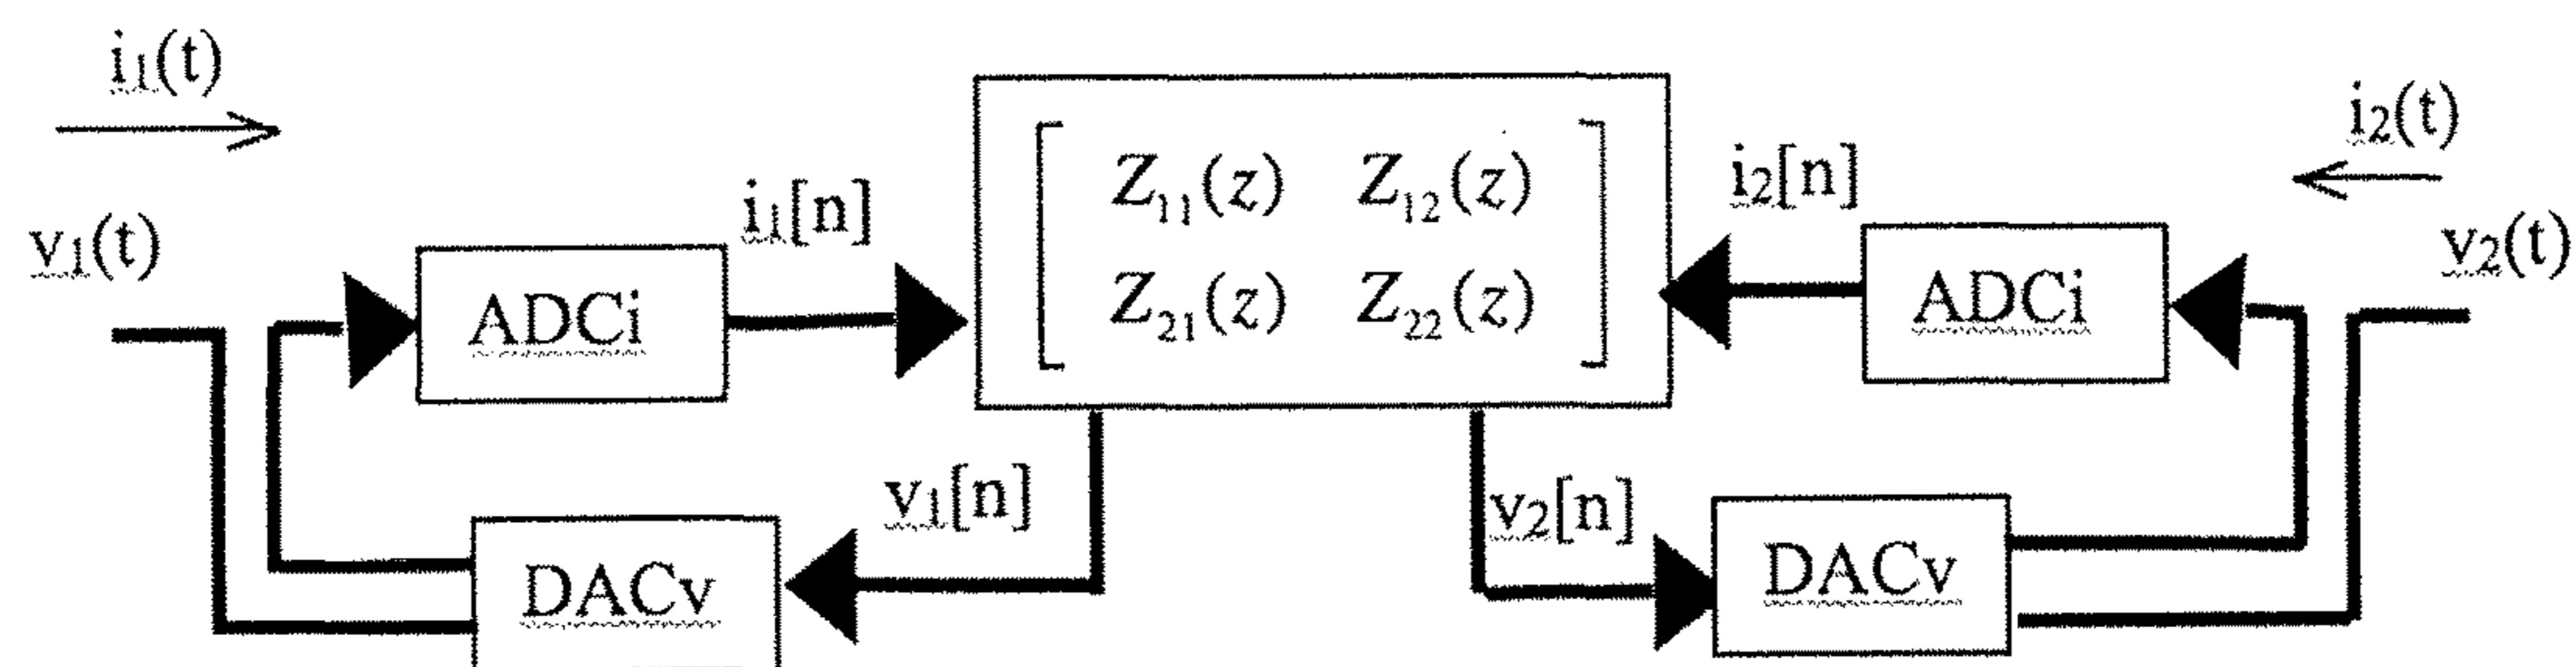 i₁(t)
i₂(t)
v₁(t)
i₁[n]
Z₁₁(z) Z₁₂(z)
Z₂₁(z) Z₂₂(z)
i₂[n]
v₂(t)
ADCi
ADCi
v₁[n]
v₂[n]
DACv
DACv